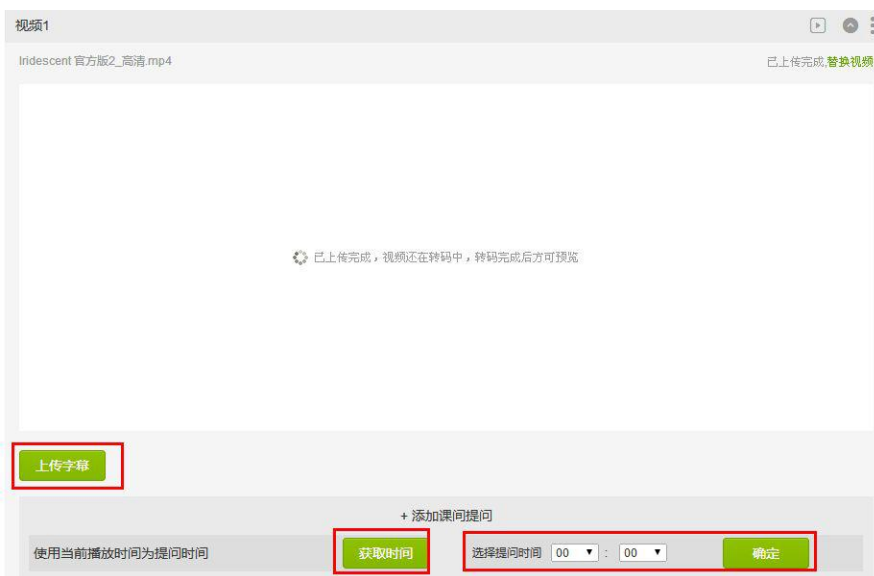 视频1
Iridescent 官方版2_高清.mp4 已上传完成,替换视频
已上传完成，视频还在转码中，转码完成后方可预览
上传字幕
+ 添加课间提问
使用当前播放时间为提问时间 获取时间 选择提问时间 00 : 00 确定